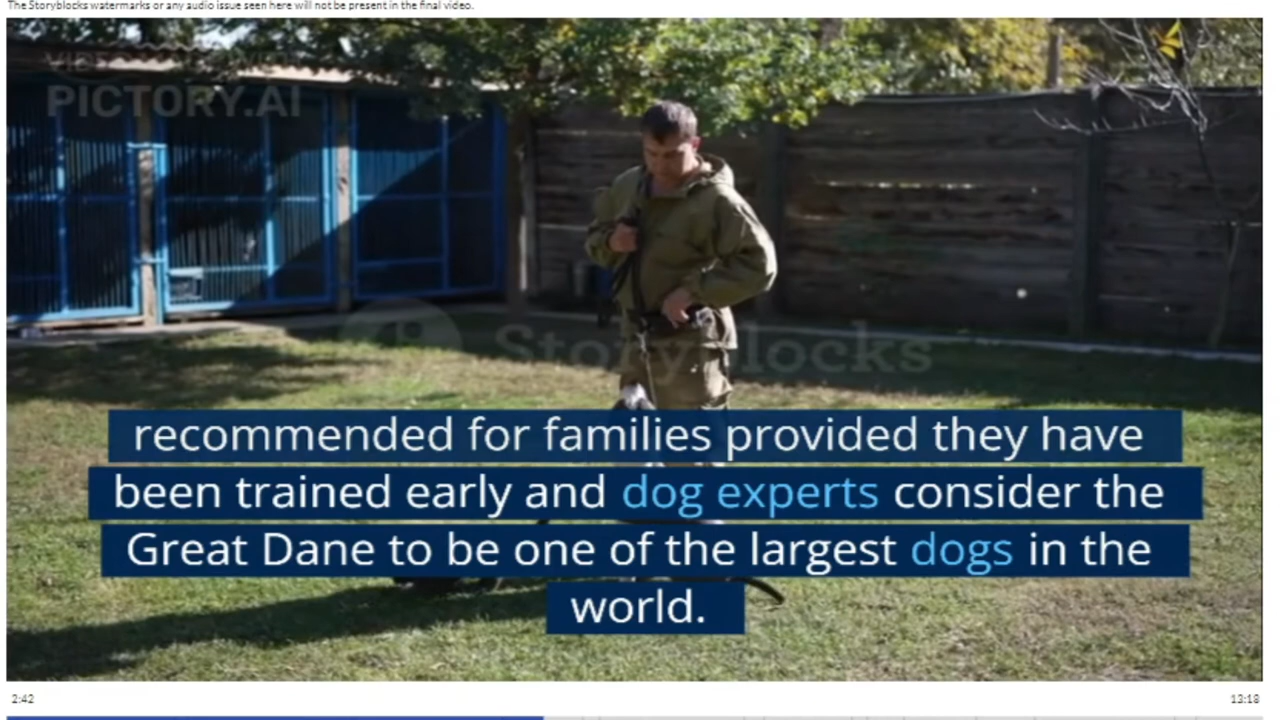 The Storyblocks watermarks or any audio issue seen here will not be present in the final video.
PICTORY.AI
Storyblocks
recommended for families provided they have
been trained early and dog experts consider the
Great Dane to be one of the largest dogs in the
world.
2:42
13:18